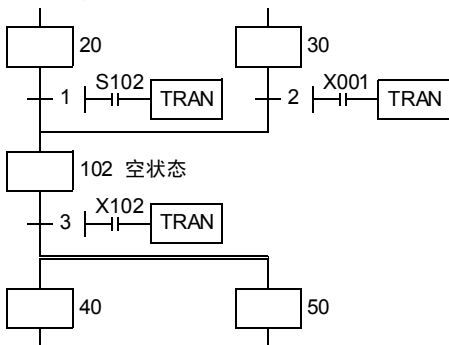 20 30
1 S102 TRAN 2 X001 TRAN
102 空状态
3 X102 TRAN
40 50